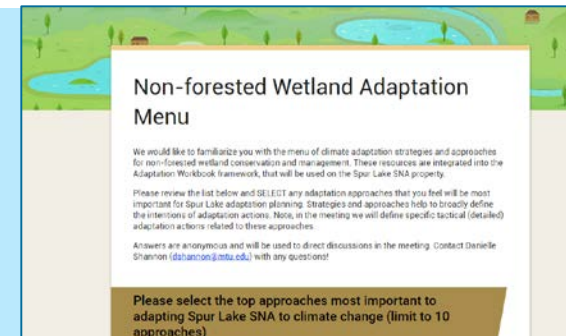 Non-forested Wetland Adaptation
Menu
We would like to familiarize you with the menu of climate adaptation strategies and approaches
for non-forested wetland conservation and management. These resources are integrated into the
Adaptation Workbook framework, that will be used on the Spur Lake SNA property.
Please review the list below and SELECT any adaptation approaches that you feel will be most
important for Spur Lake adaptation planning. Strategies and approaches help to broadly define
the intentions of adaptation actions. Note, in the meeting we will define specific tactical (detailed)
adaptation actions related to these approaches.
Answers are anonymous and will be used to direct discussions in the meeting. Contact Danielle
Shannon (dshannon@mtu.edu) with any questions!
Please select the top approaches most important to
adapting Spur Lake SNA to climate change (limit to 10
approaches)